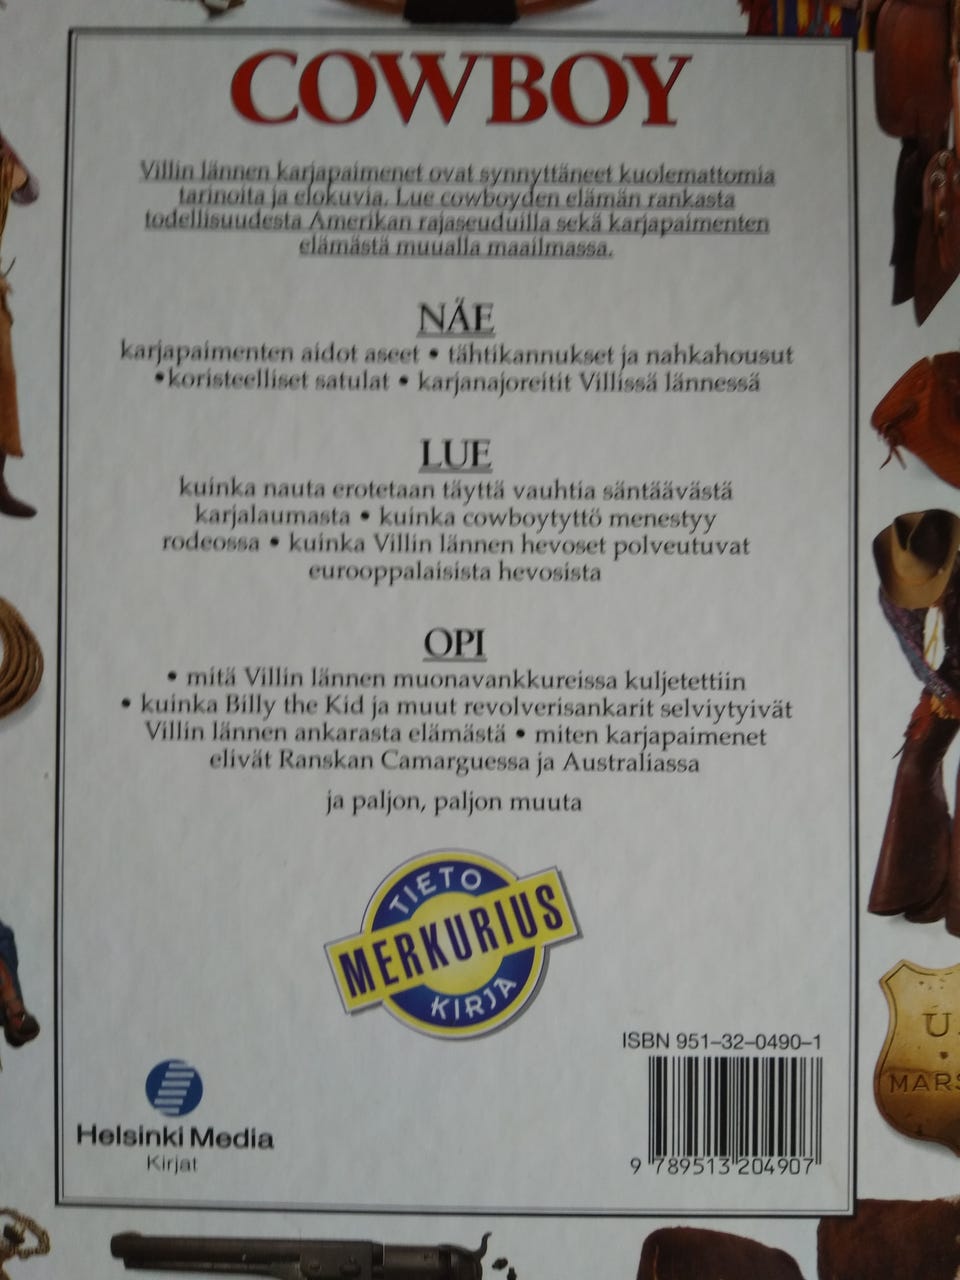 COWBOY
Villin lännen karjapaimenet ovat synnyttäneet kuolemattomia
tarinoita ja elokuvia. Lue cowboyden elämän rankasta
todellisuudesta Amerikan rajaseuduilla sekä karjapaimenten
elämästä muualla maailmassa.
NÄE
karjapaimenten aidot aseet • tähtikannukset ja nahkahousut
•koristeelliset satulat • karjanajoreitit Villissä lännessä
LUE
kuinka nauta erotetaan täyttä vauhtia säntäävästä
karjalaumasta • kuinka cowboytyttö menestyy
rodeossa • kuinka Villin lännen hevoset polveutuvat
eurooppalaisista hevosista
OPI
• mitä Villin lännen muonavankkureissa kuljetettiin
• kuinka Billy the Kid ja muut revolverisankarit selviytyivät
Villin lännen ankarasta elämästä • miten karjapaimenet
elivät Ranskan Camarguessa ja Australiassa
ja paljon, paljon muuta
TIETO
MERKURIUS
KIRJA
ISBN 951-32-0490-1
9 789513 204907
Helsinki Media
Kirjat
U.
MARS